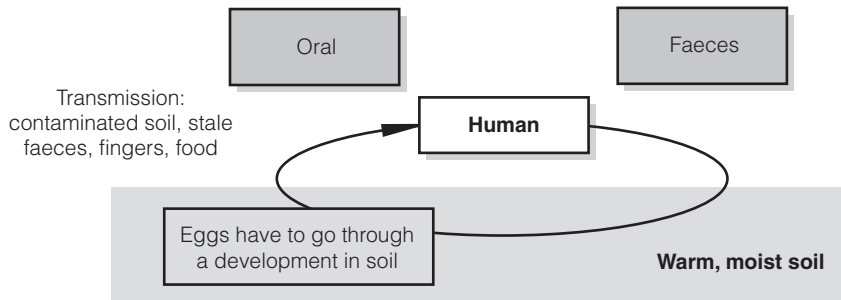 Oral
Faeces
Transmission:
contaminated soil, stale
faeces, fingers, food
Human
Eggs have to go through
a development in soil
Warm, moist soil